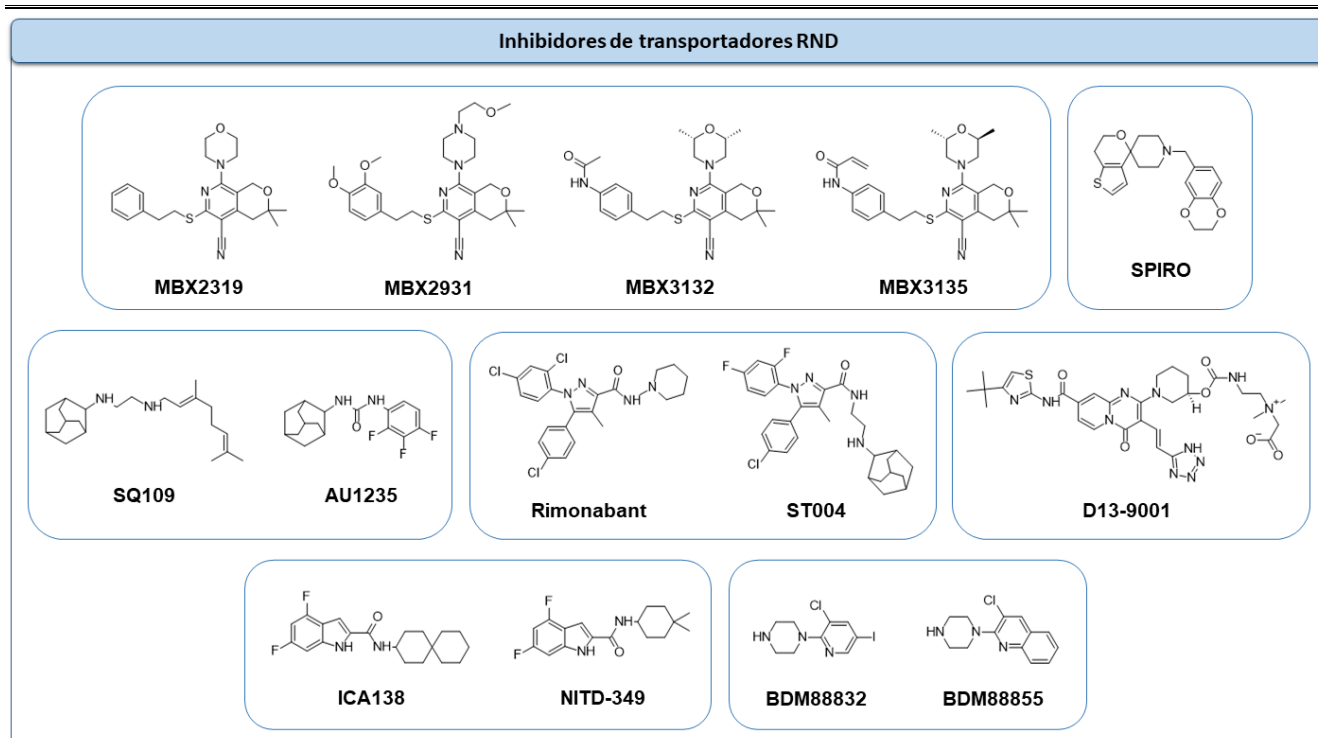 Inhibidores de transportadores RND
MBX2319
MBX2931
MBX3132
MBX3135
SPIRO
SQ109
AU1235
Rimonabant
ST004
D13-9001
ICA138
NITD-349
BDM88832
BDM88855